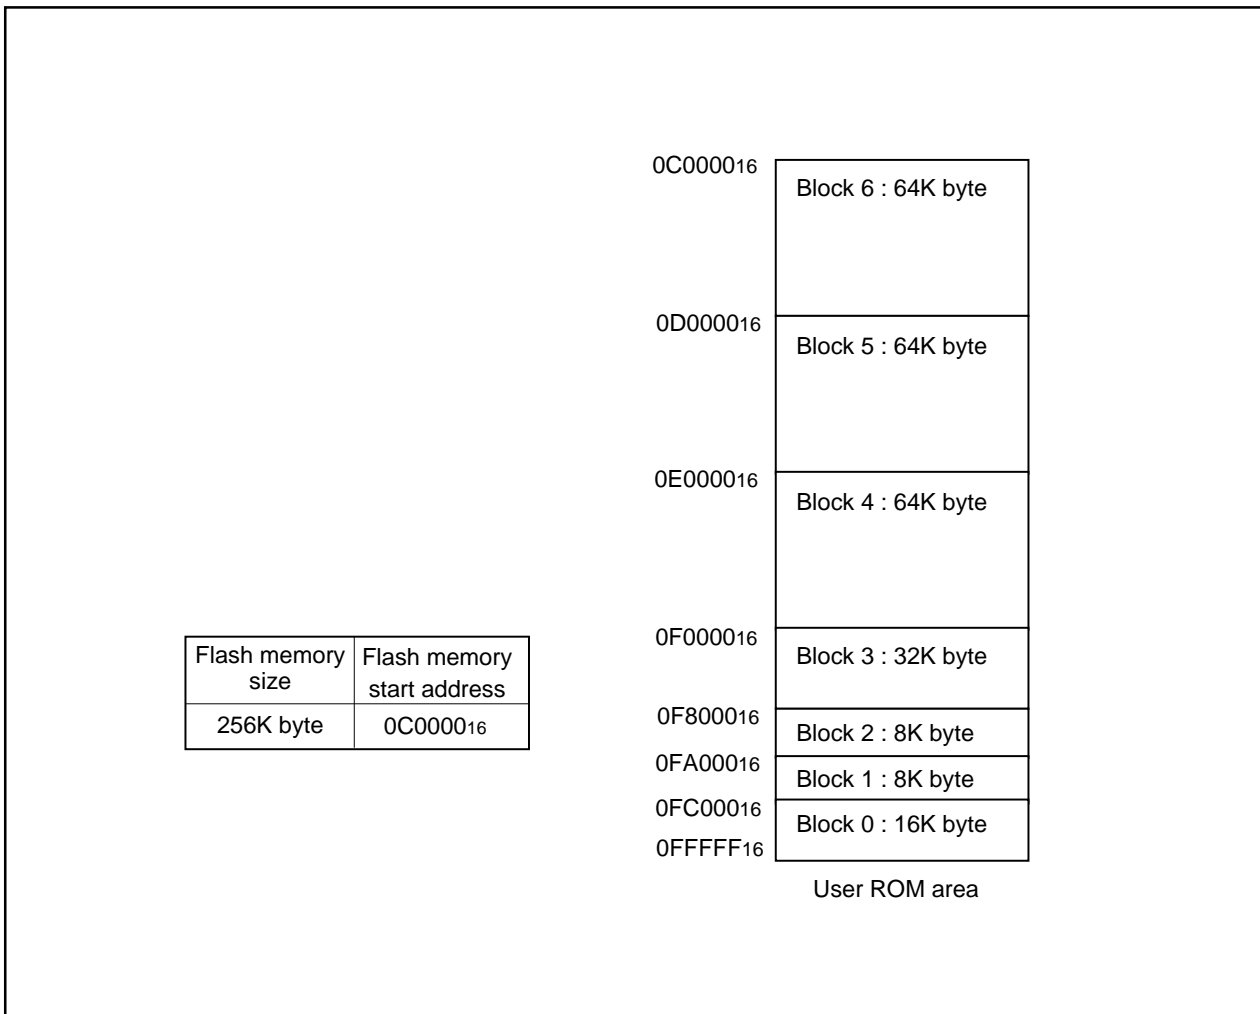 0C000016
Block 6 : 64K byte
0D000016
Block 5 : 64K byte
0E000016
Block 4 : 64K byte
0F000016
Block 3 : 32K byte
0F800016
Block 2 : 8K byte
0FA00016
Block 1 : 8K byte
0FC00016
Block 0 : 16K byte
0FFFFF16
User ROM area
Flash memory size
Flash memory start address
256K byte
0C000016